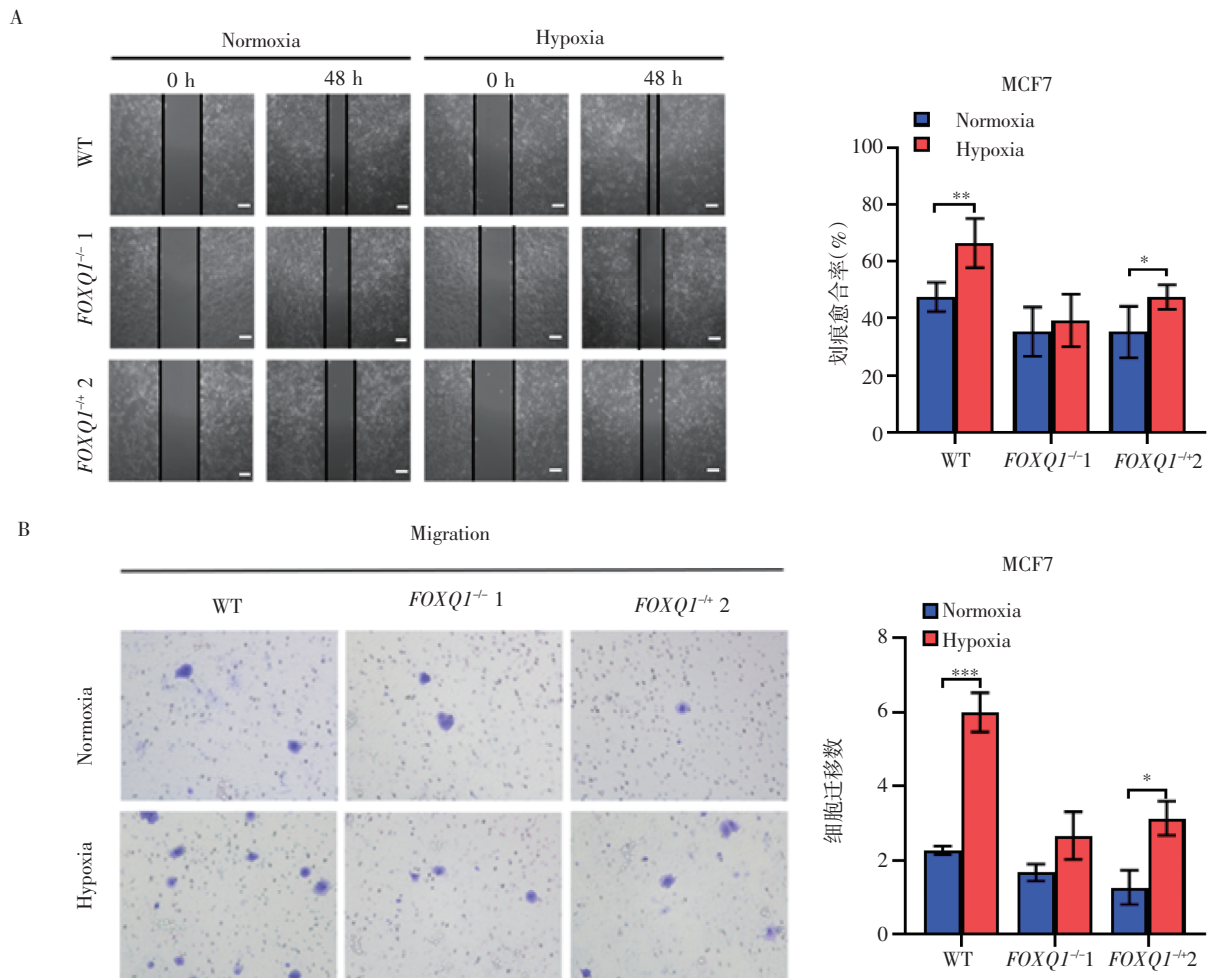 A
Normoxia
Hypoxia
0 h
48 h
0 h
48 h
WT
FOXQ1⁻/⁻ 1
FOXQ1⁻/⁺ 2
MCF7
Normoxia
Hypoxia
划痕愈合率(%)
100
80
60
40
20
0
**
*
WT
FOXQ1⁻/⁻1
FOXQ1⁻/⁺2
B
Migration
WT
FOXQ1⁻/⁻ 1
FOXQ1⁻/⁺ 2
Normoxia
Hypoxia
MCF7
Normoxia
Hypoxia
细胞迁移数
8
6
4
2
0
***
*
WT
FOXQ1⁻/⁻1
FOXQ1⁻/⁺2